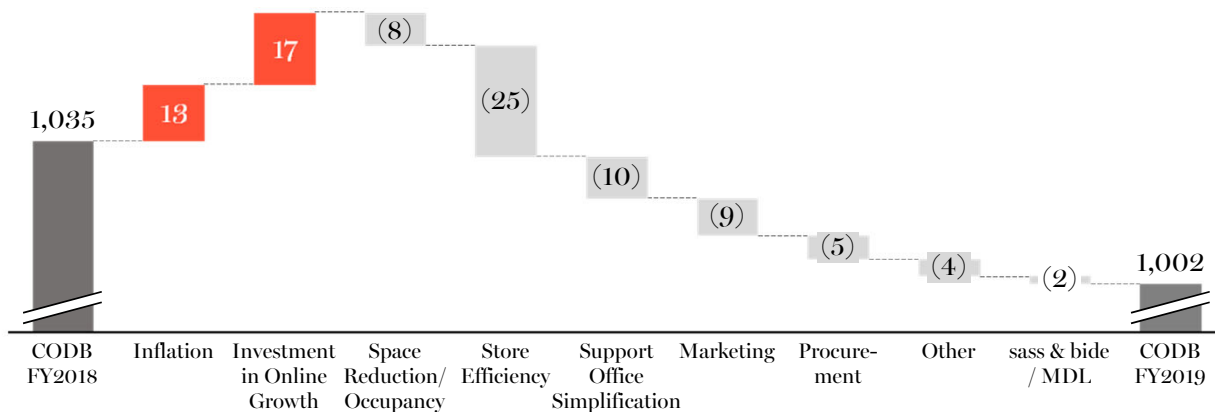 17
(8)
13
(25)
1,035
(10)
(9)
(5)
(4)
(2)
1,002
CODB
FY2018
Inflation
Investment
in Online
Growth
Space
Reduction/
Occupancy
Store
Efficiency
Support
Office
Simplification
Marketing
Procure-
ment
Other
sass & bide
/ MDL
CODB
FY2019